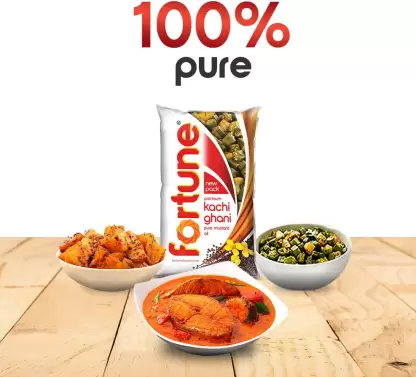 100%
pure
fortune
®
new
pack
premium
kachi
ghani
pure mustard
oil